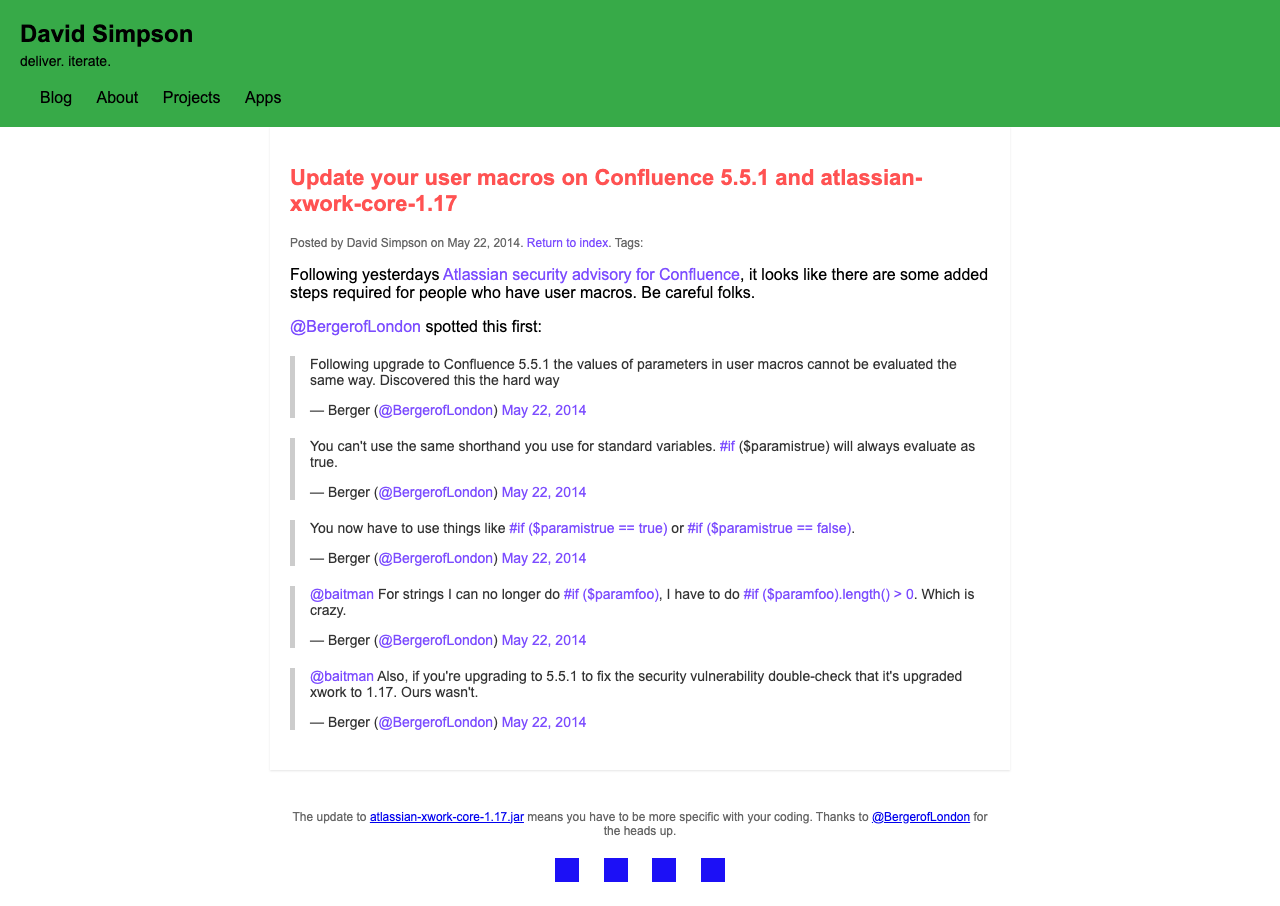 David Simpson
deliver. iterate.
Blog About Projects Apps
Update your user macros on Confluence 5.5.1 and atlassian-
xwork-core-1.17
Posted by David Simpson on May 22, 2014. Return to index. Tags:
Following yesterdays Atlassian security advisory for Confluence, it looks like there are some added
steps required for people who have user macros. Be careful folks.
@BergerofLondon spotted this first:
Following upgrade to Confluence 5.5.1 the values of parameters in user macros cannot be evaluated the
same way. Discovered this the hard way
— Berger (@BergerofLondon) May 22, 2014
You can't use the same shorthand you use for standard variables. #if ($paramistrue) will always evaluate as
true.
— Berger (@BergerofLondon) May 22, 2014
You now have to use things like #if ($paramistrue == true) or #if ($paramistrue == false).
— Berger (@BergerofLondon) May 22, 2014
@baitman For strings I can no longer do #if ($paramfoo), I have to do #if ($paramfoo).length() > 0. Which is
crazy.
— Berger (@BergerofLondon) May 22, 2014
@baitman Also, if you're upgrading to 5.5.1 to fix the security vulnerability double-check that it's upgraded
xwork to 1.17. Ours wasn't.
— Berger (@BergerofLondon) May 22, 2014
The update to atlassian-xwork-core-1.17.jar means you have to be more specific with your coding. Thanks to @BergerofLondon for
the heads up.